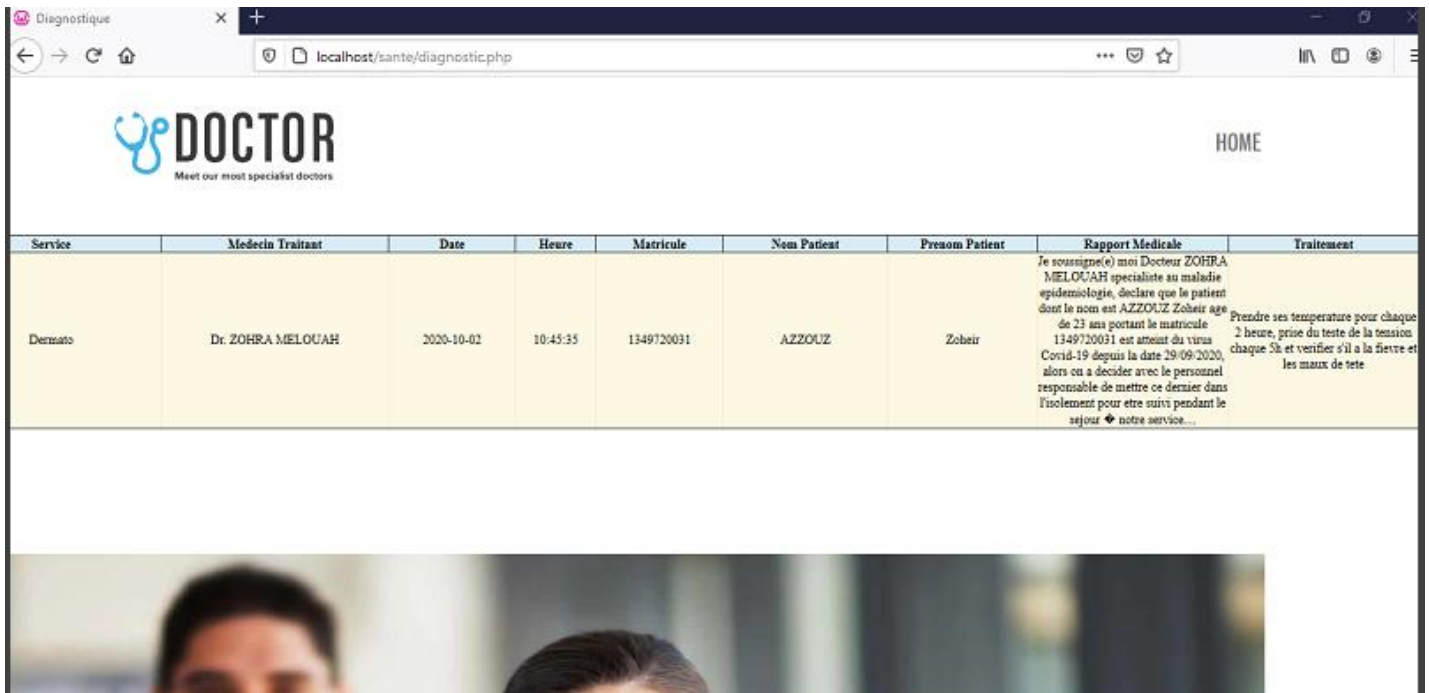 Diagnostique
localhost/sante/diagnostic.php
DOCTOR
Meet our most specialist doctors
HOME
Service Medecin Traitant Date Heure Matricule Nom Patient Prenom Patient Rapport Medicale Traitement
Dermato Dr. ZOHRA MELOUAH 2020-10-02 10:45:35 1349720031 AZZOUZ Zoheir
Je soussigne(e) moi Docteur ZOHRA
MELOUAH specialiste au maladie
epidemiologie, declare que le patient
dont le nom est AZZOUZ Zoheir age
de 23 ans portant le matricule
1349720031 est atteint du virus
Covid-19 depuis la date 29/09/2020,
alors on a decider avec le personnel
responsable de mettre ce dernier dans
l'isolement pour etre suivi pendant le
sejour � notre service...
Prendre ses temperature pour chaque
2 heure, prise du teste de la tension
chaque 5h et verifier s'il a la fievre et
les maux de tete